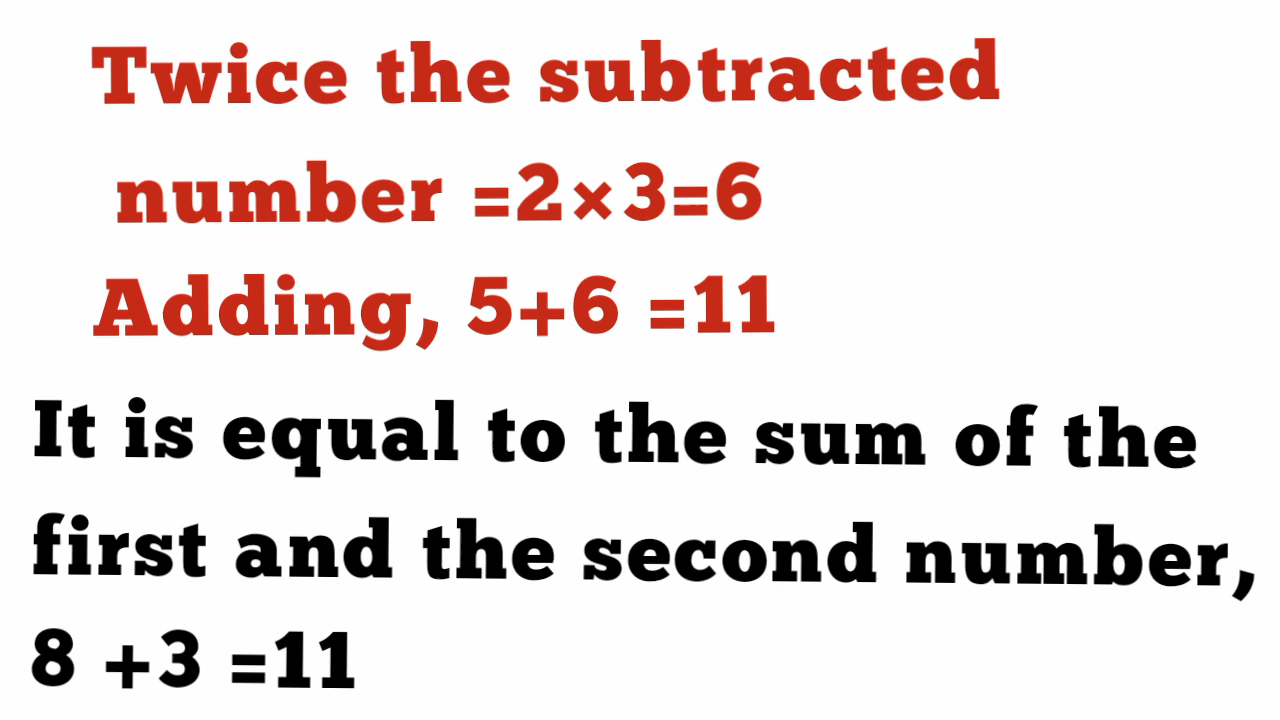 Twice the subtracted
number =2×3=6
Adding, 5+6 =11
It is equal to the sum of the
first and the second number,
8 +3 =11